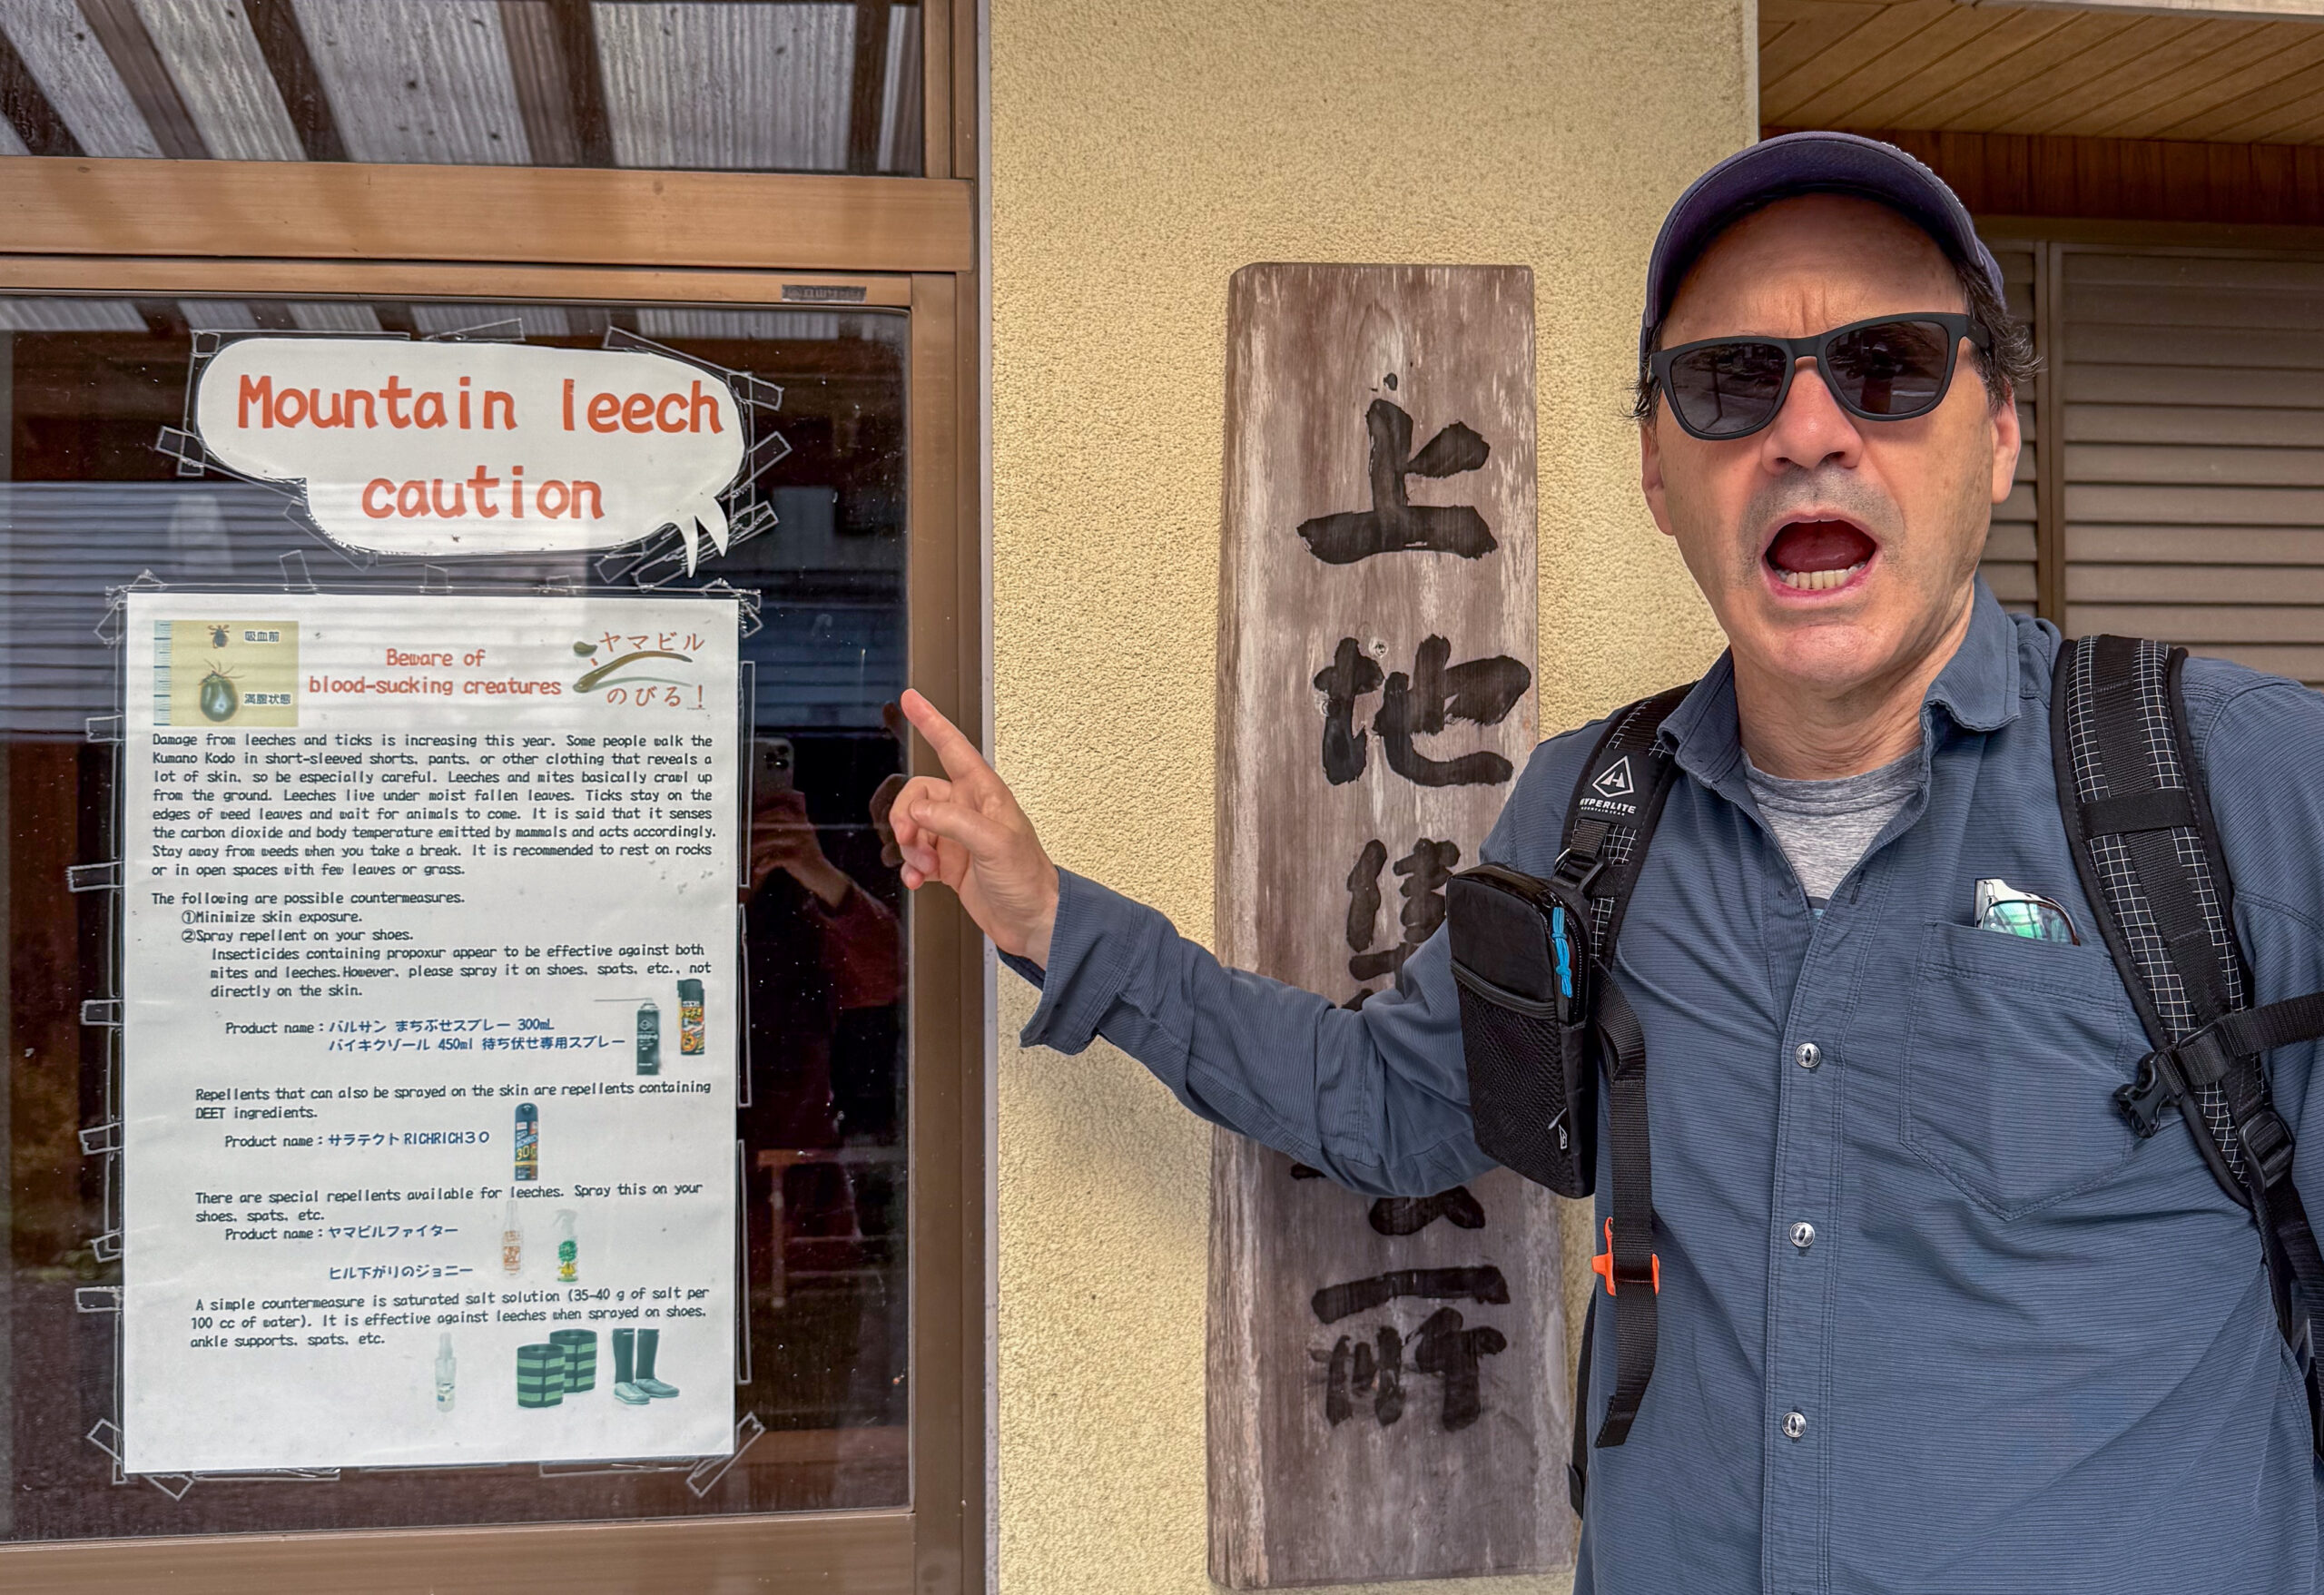 Mountain leech
caution
吸血前
満腹状態
Beware of
blood-sucking creatures
ヤマビル
のびる!
Damage from leeches and ticks is increasing this year. Some people walk the
Kumano Kodo in short-sleeved shorts, pants, or other clothing that reveals a
lot of skin, so be especially careful. Leeches and mites basically crawl up
from the ground. Leeches live under moist fallen leaves. Ticks stay on the
edges of weed leaves and wait for animals to come. It is said that it senses
the carbon dioxide and body temperature emitted by mammals and acts accordingly.
Stay away from weeds when you take a break. It is recommended to rest on rocks
or in open spaces with few leaves or grass.
The following are possible countermeasures.
①Minimize skin exposure.
②Spray repellent on your shoes.
Insecticides containing propoxur appear to be effective against both
mites and leeches.However, please spray it on shoes, spats, etc., not
directly on the skin.
Product name：バルサン まちぶせスプレー 300mL
バイキクゾール 450ml 待ち伏せ専用スプレー
Repellents that can also be sprayed on the skin are repellents containing
DEET ingredients.
Product name：サラテクトRICHRICH30
There are special repellents available for leeches. Spray this on your
shoes, spats, etc.
Product name：ヤマビルファイター
ヒル下がりのジョニー
A simple countermeasure is saturated salt solution (35-40 g of salt per
100 cc of water). It is effective against leeches when sprayed on shoes,
ankle supports, spats, etc.
上地
所
HYPERLITE